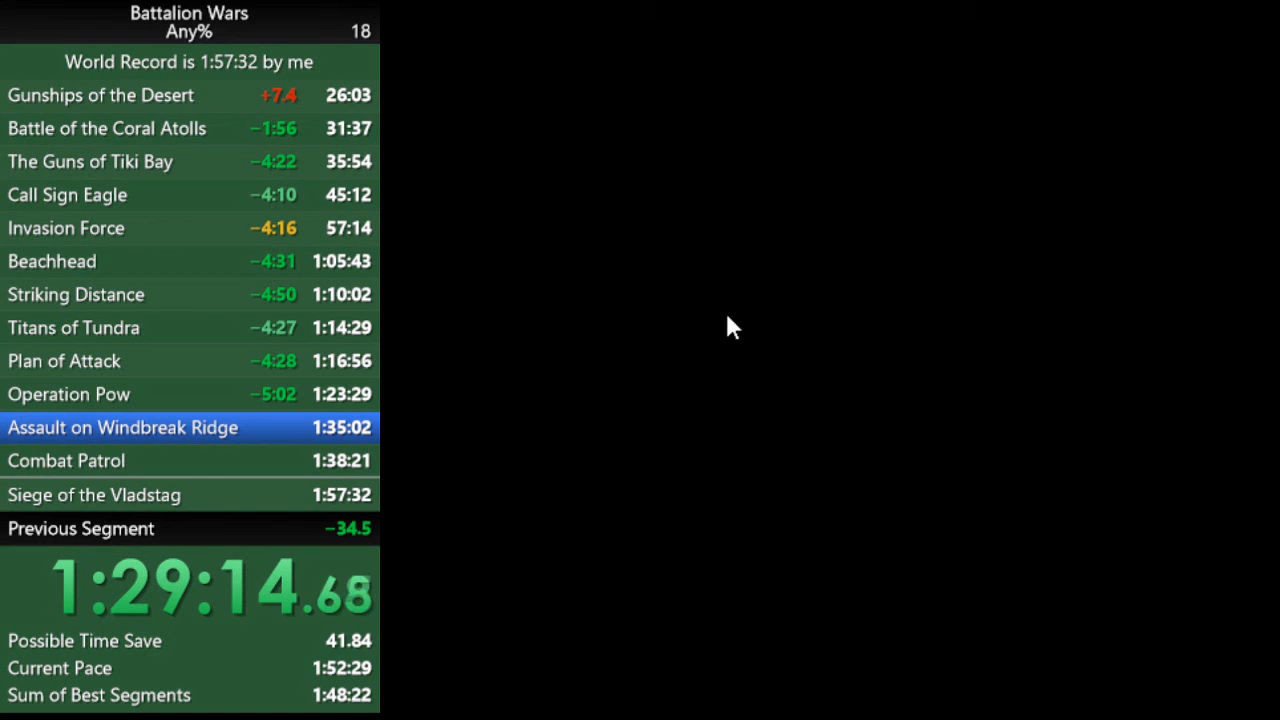 Battalion Wars
Any% 18
World Record is 1:57:32 by me
Gunships of the Desert +7.4 26:03
Battle of the Coral Atolls −1:56 31:37
The Guns of Tiki Bay −4:22 35:54
Call Sign Eagle −4:10 45:12
Invasion Force −4:16 57:14
Beachhead −4:31 1:05:43
Striking Distance −4:50 1:10:02
Titans of Tundra −4:27 1:14:29
Plan of Attack −4:28 1:16:56
Operation Pow −5:02 1:23:29
Assault on Windbreak Ridge 1:35:02
Combat Patrol 1:38:21
Siege of the Vladstag 1:57:32
Previous Segment −34.5
1:29:14.68
Possible Time Save 41.84
Current Pace 1:52:29
Sum of Best Segments 1:48:22